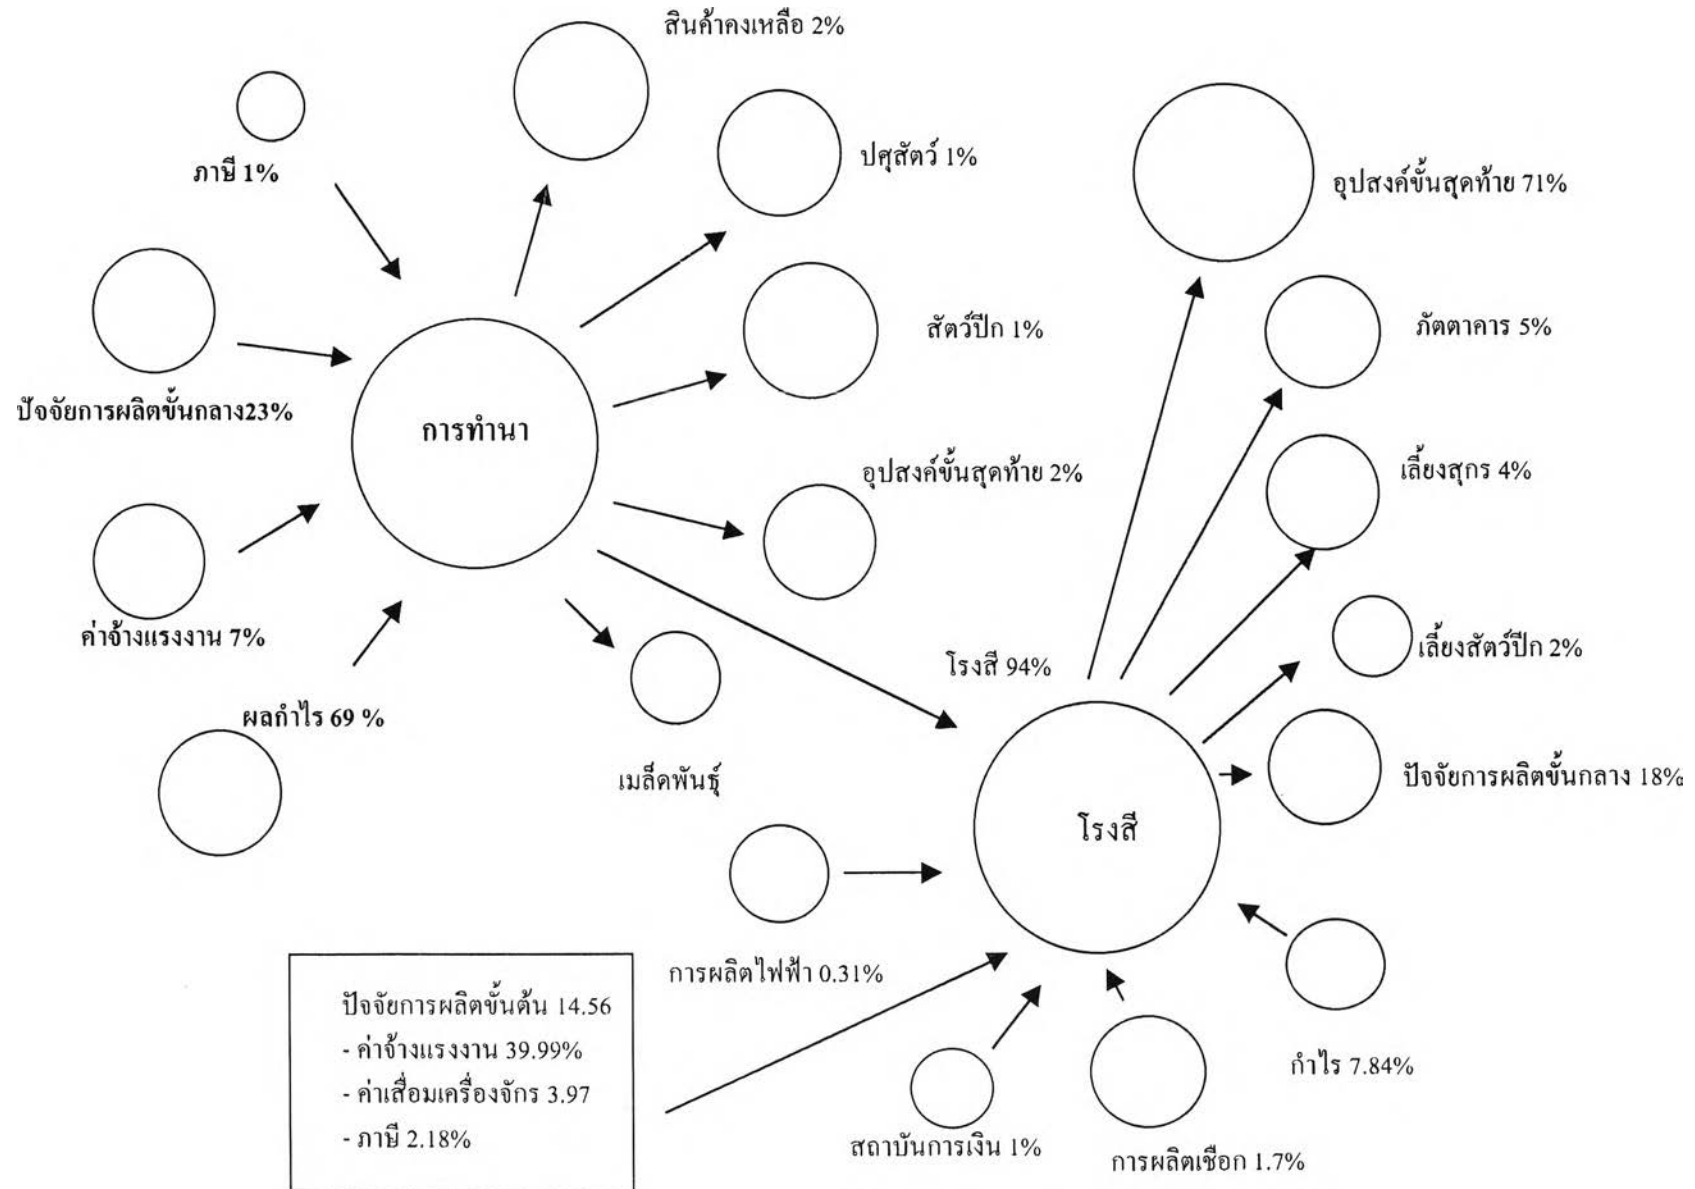 สินค้าคงเหลือ 2%
ภาษี 1%
ปศุสัตว์ 1%
อุปสงค์ขั้นสุดท้าย 71%
สัตว์ปีก 1%
ภัตตาคาร 5%
ปัจจัยการผลิตขั้นกลาง23%
การทำนา
อุปสงค์ขั้นสุดท้าย 2%
เลี้ยงสุกร 4%
ค่าจ้างแรงงาน 7%
โรงสี 94%
เลี้ยงสัตว์ปีก 2%
ผลกำไร 69 %
เมล็ดพันธุ์
ปัจจัยการผลิตขั้นกลาง 18%
โรงสี
การผลิตไฟฟ้า 0.31%
ปัจจัยการผลิตขั้นต้น 14.56
- ค่าจ้างแรงงาน 39.99%
- ค่าเสื่อมเครื่องจักร 3.97
- ภาษี 2.18%
กำไร 7.84%
สถาบันการเงิน 1%
การผลิตเชือก 1.7%